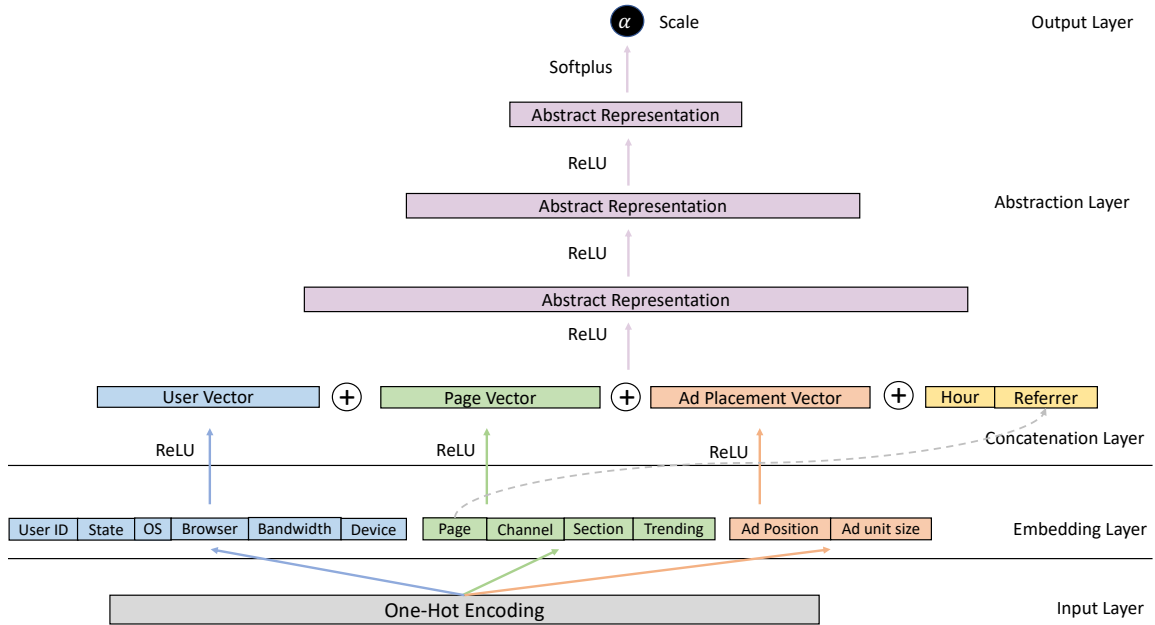 α Scale Output Layer
Softplus
Abstract Representation
ReLU
Abstract Representation Abstraction Layer
ReLU
Abstract Representation
ReLU
User Vector + Page Vector + Ad Placement Vector + Hour Referrer
ReLU ReLU ReLU Concatenation Layer
User ID State OS Browser Bandwidth Device Page Channel Section Trending Ad Position Ad unit size Embedding Layer
One-Hot Encoding Input Layer